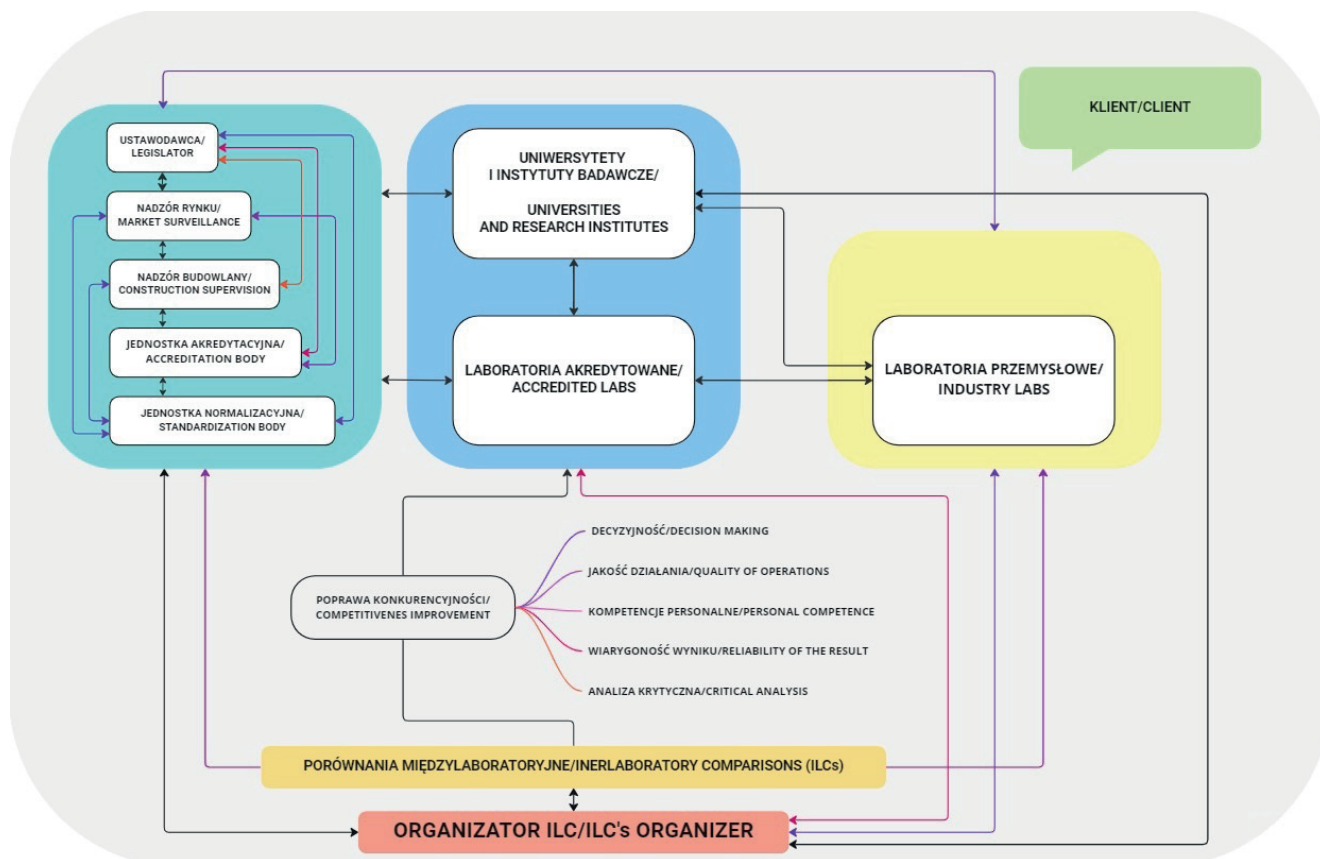 KLIENT/CLIENT
USTAWODAWCA/
LEGISLATOR
NADZÓR RYNKU/
MARKET SURVEILLANCE
NADZÓR BUDOWLANY/
CONSTRUCTION SUPERVISION
JEDNOSTKA AKREDYTACYJNA/
ACCREDITATION BODY
JEDNOSTKA NORMALIZACYJNA/
STANDARDIZATION BODY
UNIWERSYTETY
I INSTYTUTY BADAWCZE/
UNIVERSITIES
AND RESEARCH INSTITUTES
LABORATORIA AKREDYTOWANE/
ACCREDITED LABS
LABORATORIA PRZEMYSŁOWE/
INDUSTRY LABS
POPRAWA KONKURENCYJNOŚCI/
COMPETITIVENES IMPROVEMENT
DECYZYJNOŚĆ/DECISION MAKING
JAKOŚĆ DZIAŁANIA/QUALITY OF OPERATIONS
KOMPETENCJE PERSONALNE/PERSONAL COMPETENCE
WIARYGONOŚĆ WYNIKU/RELIABILITY OF THE RESULT
ANALIZA KRYTYCZNA/CRITICAL ANALYSIS
PORÓWNANIA MIĘDZYLABORATORYJNE/INERLABORATORY COMPARISONS (ILCs)
ORGANIZATOR ILC/ILC's ORGANIZER